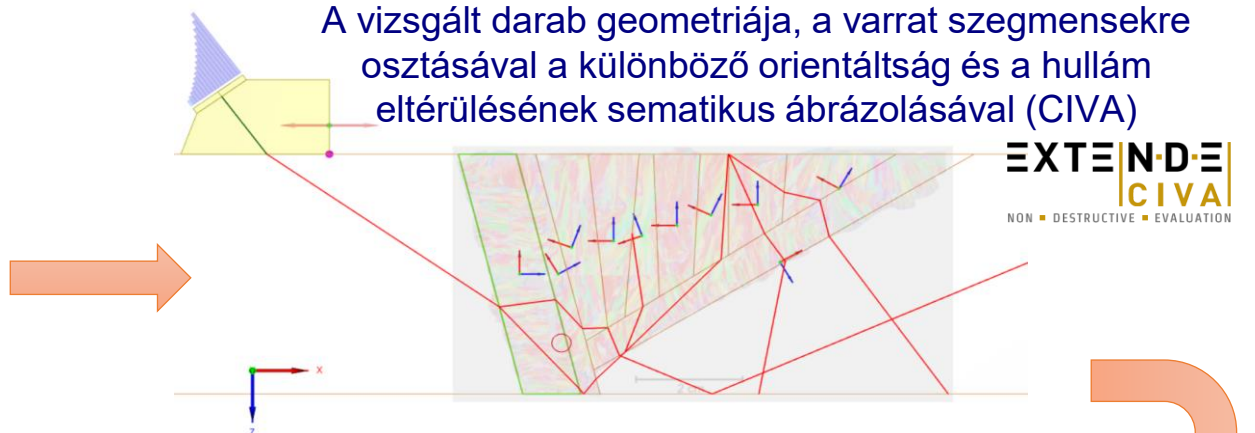 A vizsgált darab geometriája, a varrat szegmensekre
osztásával a különböző orientáltság és a hullám
eltérülésének sematikus ábrázolásával (CIVA)
EXTENDE
CIVA
NON ▪ DESTRUCTIVE ▪ EVALUATION
X
Z